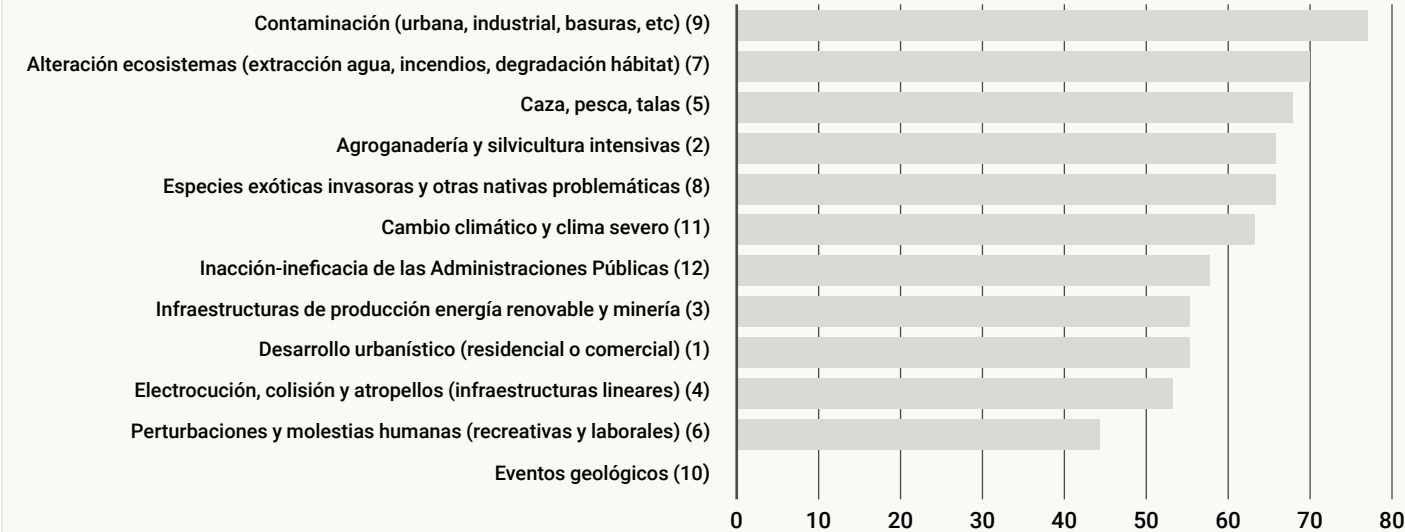 Contaminación (urbana, industrial, basuras, etc) (9)
Alteración ecosistemas (extracción agua, incendios, degradación hábitat) (7)
Caza, pesca, talas (5)
Agroganadería y silvicultura intensivas (2)
Especies exóticas invasoras y otras nativas problemáticas (8)
Cambio climático y clima severo (11)
Inacción-ineficacia de las Administraciones Públicas (12)
Infraestructuras de producción energía renovable y minería (3)
Desarrollo urbanístico (residencial o comercial) (1)
Electrocución, colisión y atropellos (infraestructuras lineares) (4)
Perturbaciones y molestias humanas (recreativas y laborales) (6)
Eventos geológicos (10)
0 10 20 30 40 50 60 70 80